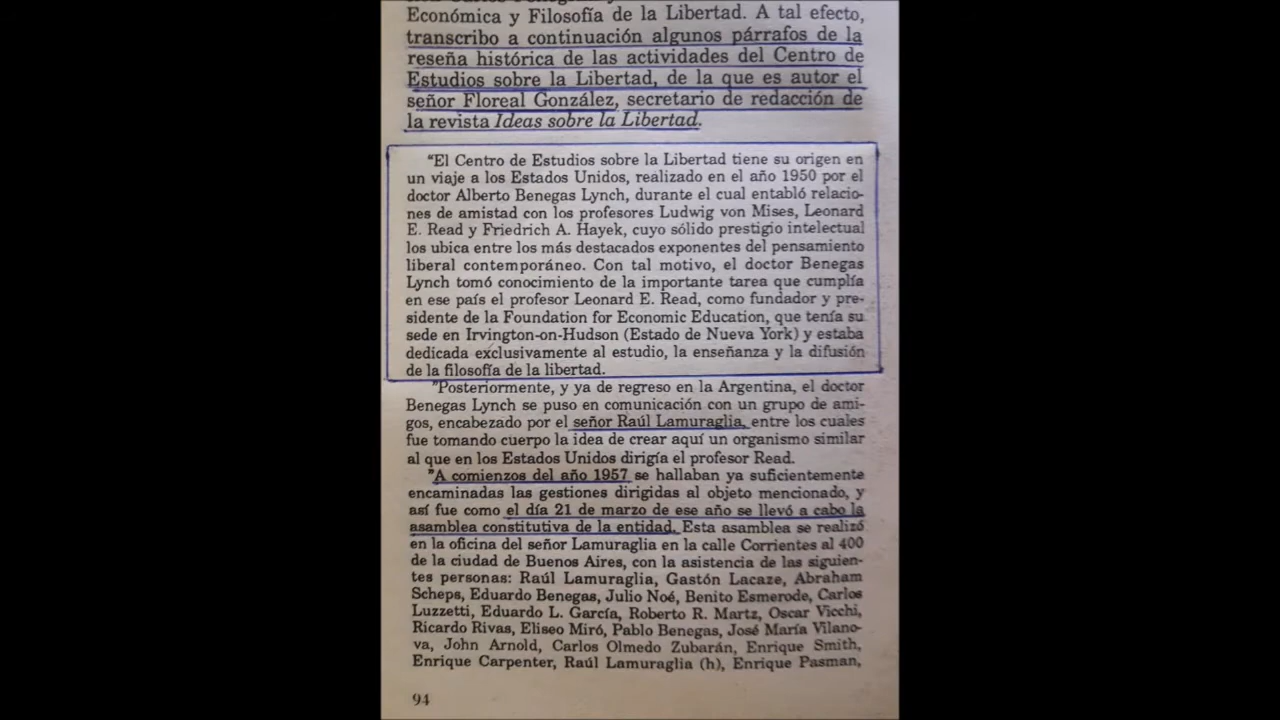 Económica y Filosofía de la Libertad. A tal efecto,
transcribo a continuación algunos párrafos de la
reseña histórica de las actividades del Centro de
Estudios sobre la Libertad, de la que es autor el
señor Floreal González, secretario de redacción de
la revista Ideas sobre la Libertad.
"El Centro de Estudios sobre la Libertad tiene su origen en
un viaje a los Estados Unidos, realizado en el año 1950 por el
doctor Alberto Benegas Lynch, durante el cual entabló relacio-
nes de amistad con los profesores Ludwig von Mises, Leonard
E. Read y Friedrich A. Hayek, cuyo sólido prestigio intelectual
los ubica entre los más destacados exponentes del pensamiento
liberal contemporáneo. Con tal motivo, el doctor Benegas
Lynch tomó conocimiento de la importante tarea que cumplía
en ese país el profesor Leonard E. Read, como fundador y pre-
sidente de la Foundation for Economic Education, que tenía su
sede en Irvington-on-Hudson (Estado de Nueva York) y estaba
dedicada exclusivamente al estudio, la enseñanza y la difusión
de la filosofía de la libertad.
"Posteriormente, y ya de regreso en la Argentina, el doctor
Benegas Lynch se puso en comunicación con un grupo de ami-
gos, encabezado por el señor Raúl Lamuraglia, entre los cuales
fue tomando cuerpo la idea de crear aquí un organismo similar
al que en los Estados Unidos dirigía el profesor Read.
"A comienzos del año 1957 se hallaban ya suficientemente
encaminadas las gestiones dirigidas al objeto mencionado, y
así fue como el día 21 de marzo de ese año se llevó a cabo la
asamblea constitutiva de la entidad. Esta asamblea se realizó
en la oficina del señor Lamuraglia en la calle Corrientes al 400
de la ciudad de Buenos Aires, con la asistencia de las siguien-
tes personas: Raúl Lamuraglia, Gastón Lacaze, Abraham
Scheps, Eduardo Benegas, Julio Noé, Benito Esmerode, Carlos
Luzzetti, Eduardo L. García, Roberto R. Martz, Oscar Vicchi,
Ricardo Rivas, Eliseo Miró, Pablo Benegas, José María Vilano-
va, John Arnold, Carlos Olmedo Zubarán, Enrique Smith,
Enrique Carpenter, Raúl Lamuraglia (h), Enrique Pasman,
94